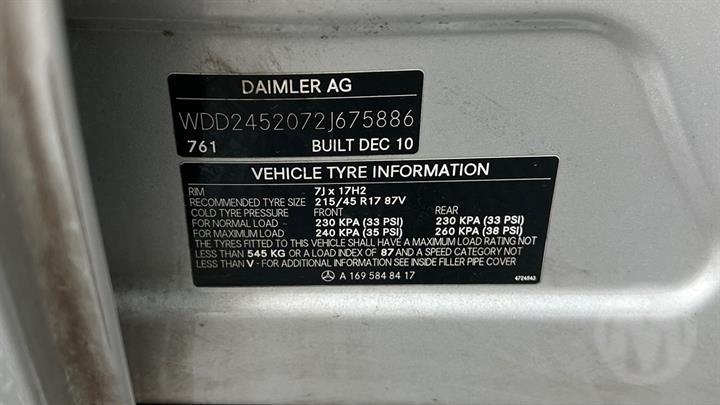 DAIMLER AG
WDD2452072J675886
761 BUILT DEC 10
VEHICLE TYRE INFORMATION
RIM 7J x 17H2
RECOMMENDED TYRE SIZE 215/45 R17 87V
COLD TYRE PRESSURE FRONT REAR
FOR NORMAL LOAD 230 KPA (33 PSI) 230 KPA (33 PSI)
FOR MAXIMUM LOAD 240 KPA (35 PSI) 260 KPA (38 PSI)
THE TYRES FITTED TO THIS VEHICLE SHALL HAVE A MAXIMUM LOAD RATING NOT
LESS THAN 545 KG OR A LOAD INDEX OF 87 AND A SPEED CATEGORY NOT
LESS THAN V - FOR ADDITIONAL INFORMATION SEE INSIDE FILLER PIPE COVER
A 169 584 84 17
4724543